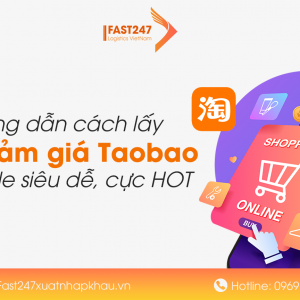 FAST247
Logistics Vietnam
淘
ng dẫn cách lấy
ảm giá Taobao
le siêu dễ, cực HOT
SHOPP
ONLINE
BUY
Fast247xuatnhapkhau.vn
Hotline: 0969